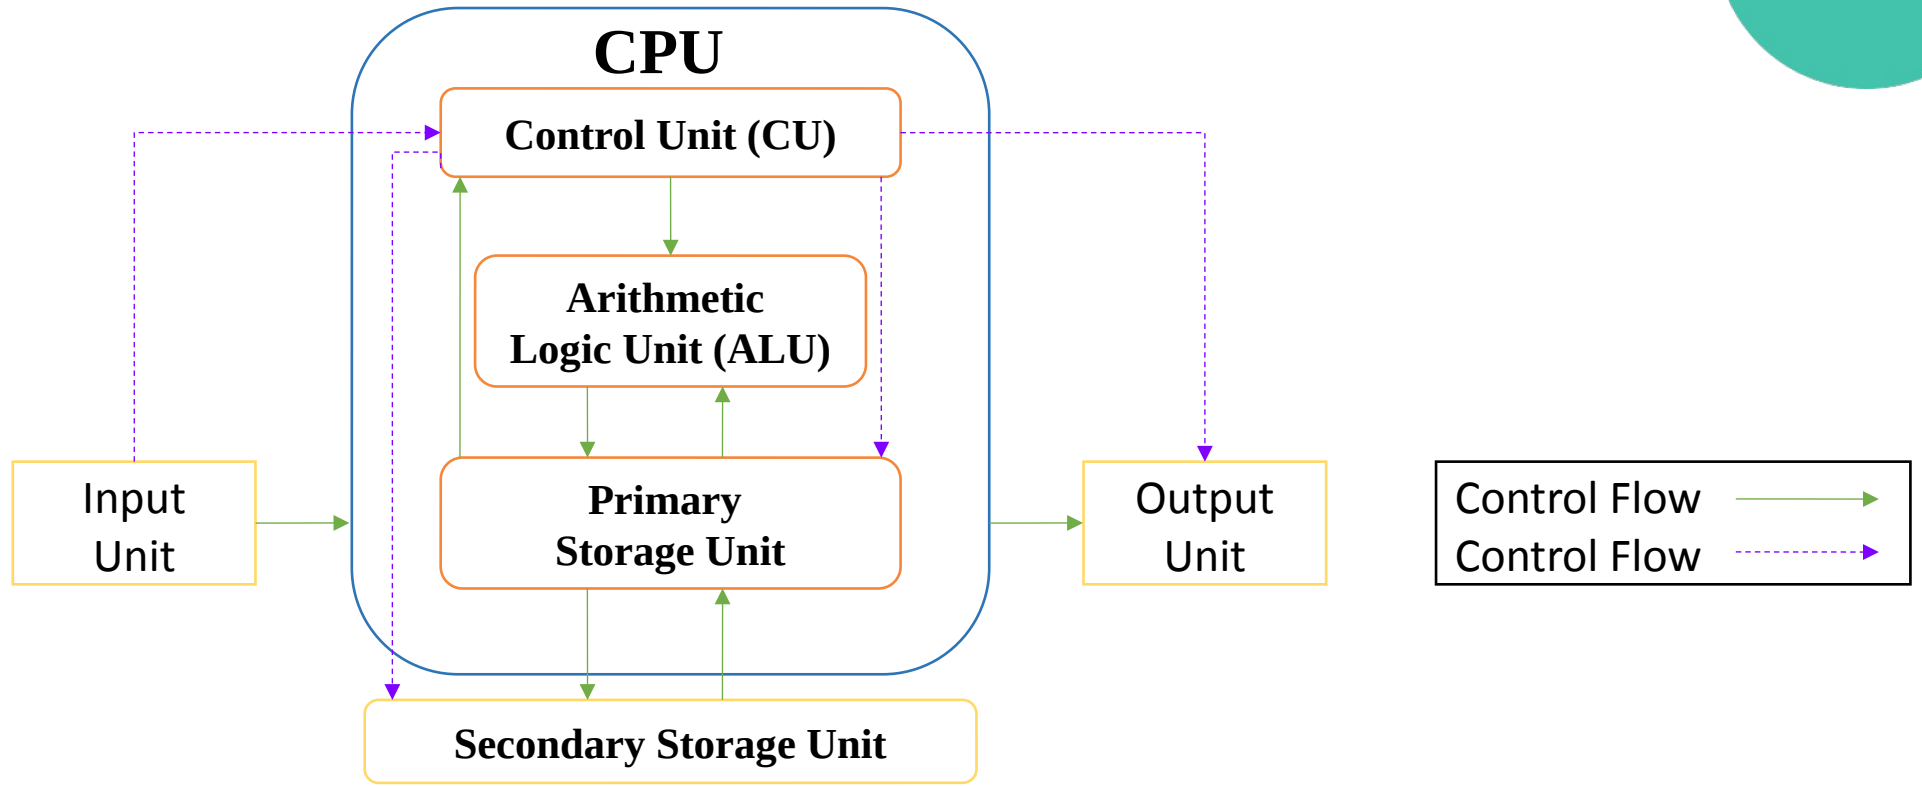 CPU
Control Unit (CU)
Arithmetic
Logic Unit (ALU)
Primary
Storage Unit
Input
Unit
Output
Unit
Control Flow
Control Flow
Secondary Storage Unit